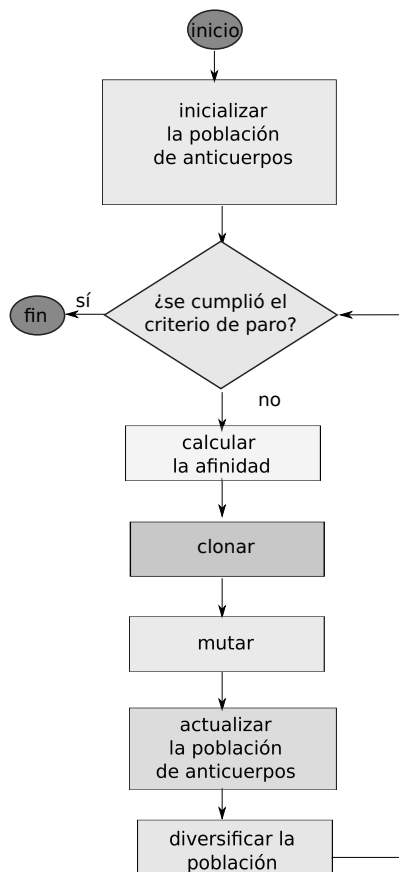 inicio
inicializar
la población
de anticuerpos
¿se cumplió el
criterio de paro?
sí
fin
no
calcular
la afinidad
clonar
mutar
actualizar
la población
de anticuerpos
diversificar la
población